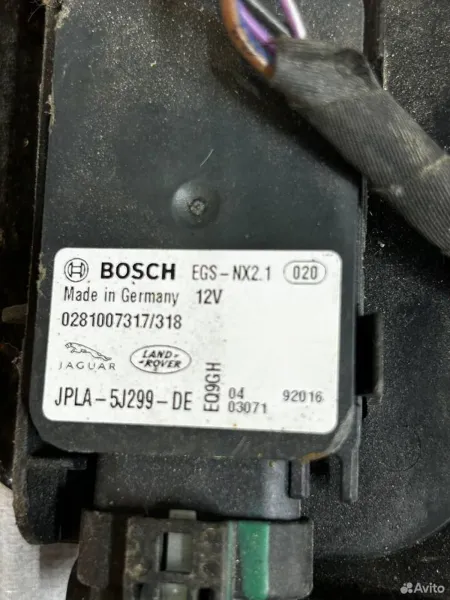 BOSCH EGS-NX2.1 020
Made in Germany 12V
0281007317/318
JAGUAR LAND-ROVER
JPLA-5J299-DE
EQ9GH
04 92016
03071
Avito